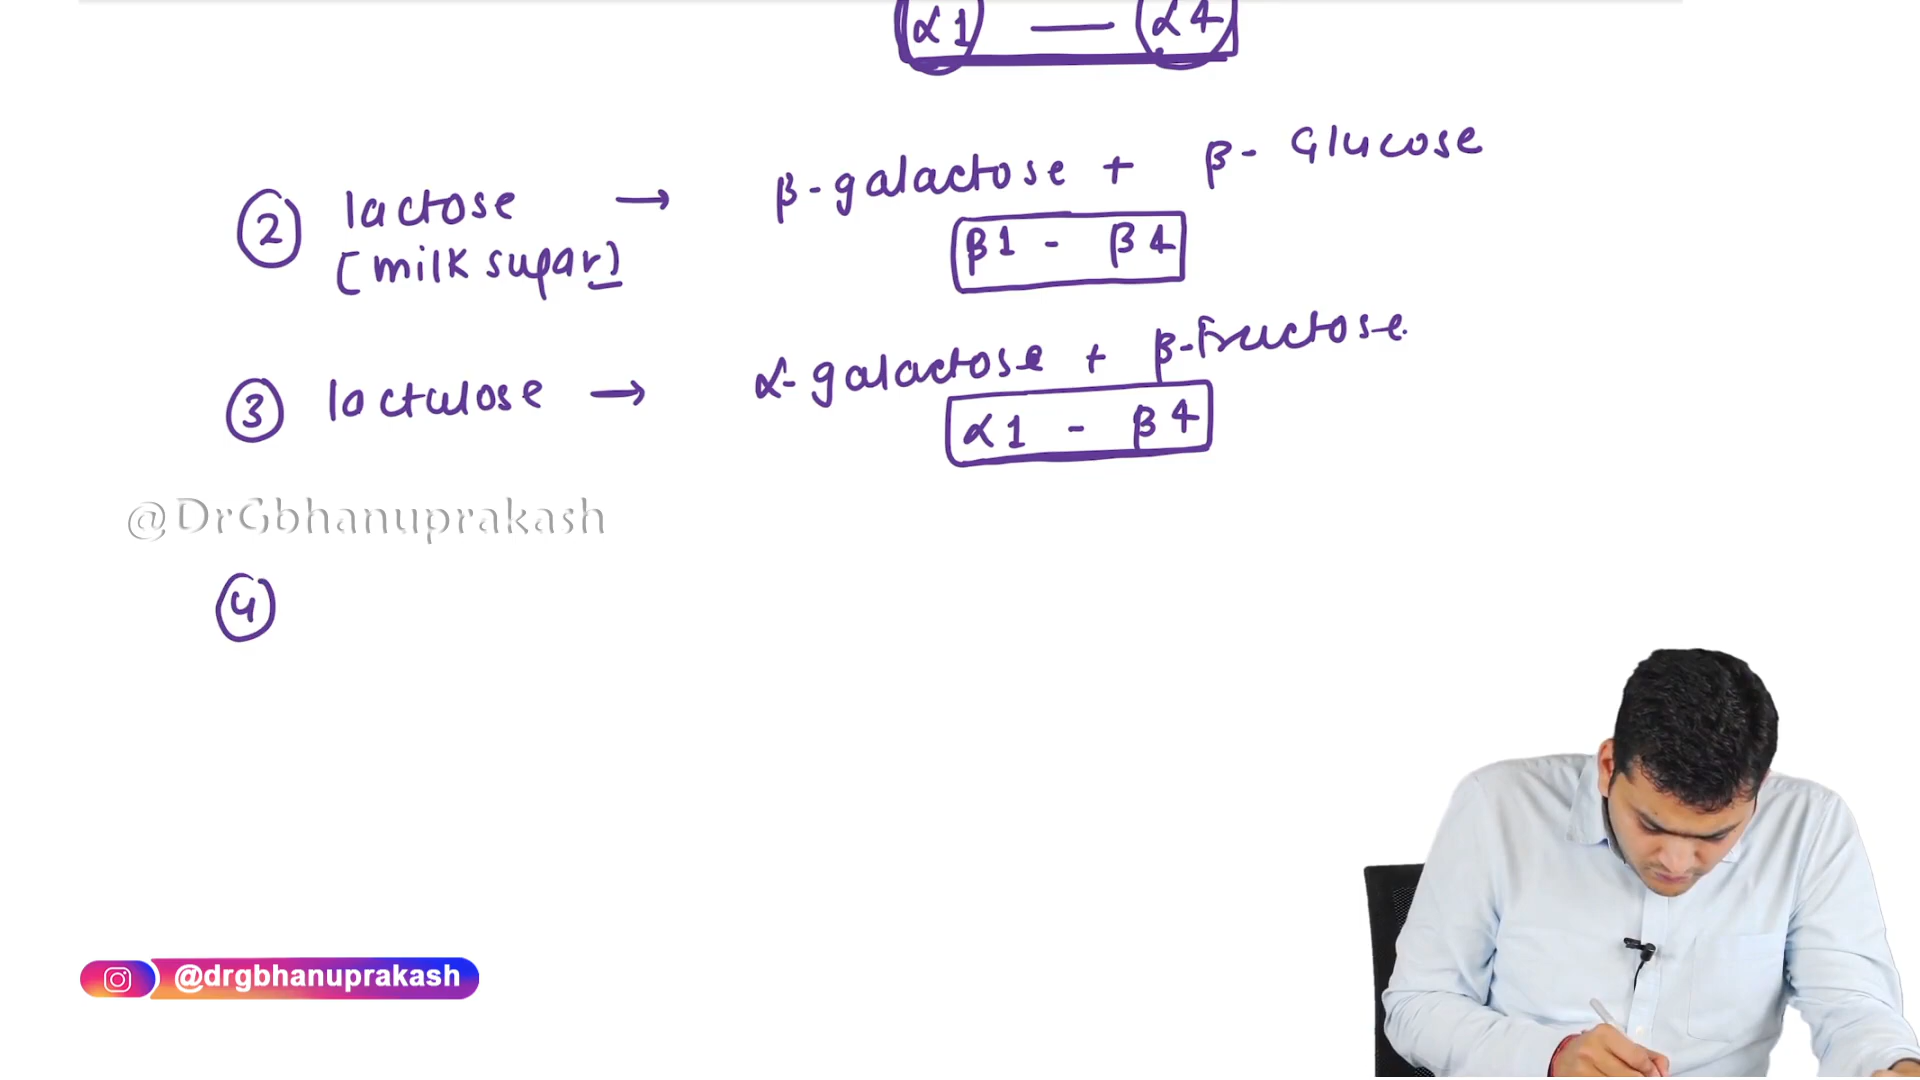 α1 — α4
② lactose → β-galactose + β- Glucose
[milk sugar)
β1 - β4
③ lactulose → α-galactose + β-Fructose.
α1 - β4
@DrGbhanuprakash
④
@drgbhanuprakash